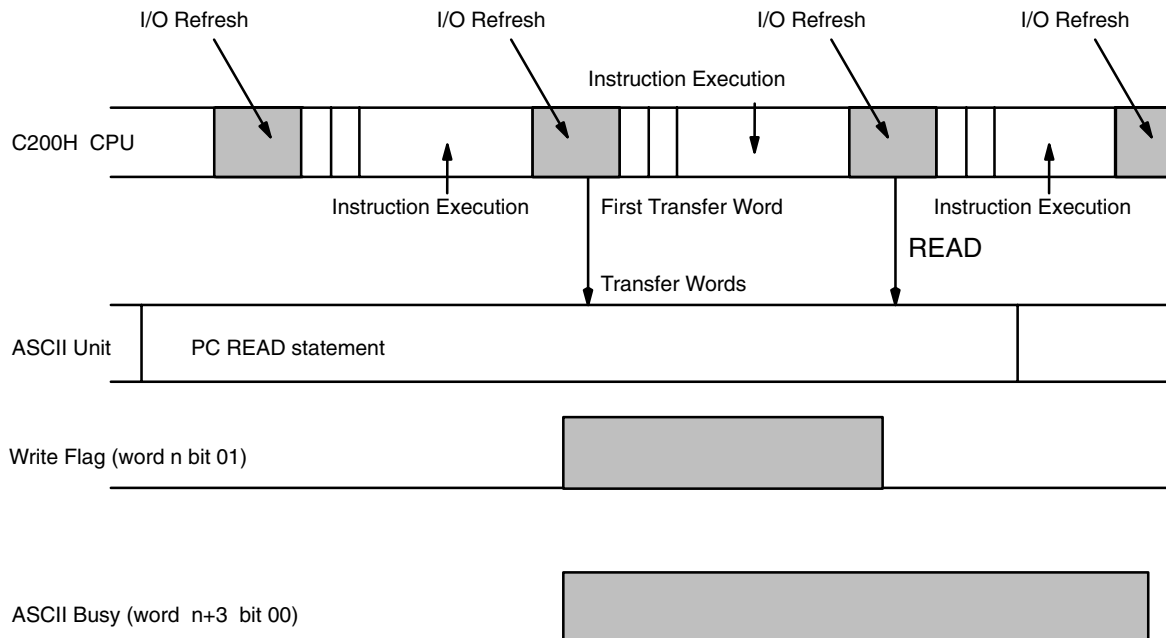 I/O Refresh I/O Refresh I/O Refresh I/O Refresh
Instruction Execution
C200H CPU
Instruction Execution First Transfer Word Instruction Execution
READ
Transfer Words
ASCII Unit PC READ statement
Write Flag (word n bit 01)
ASCII Busy (word n+3 bit 00)